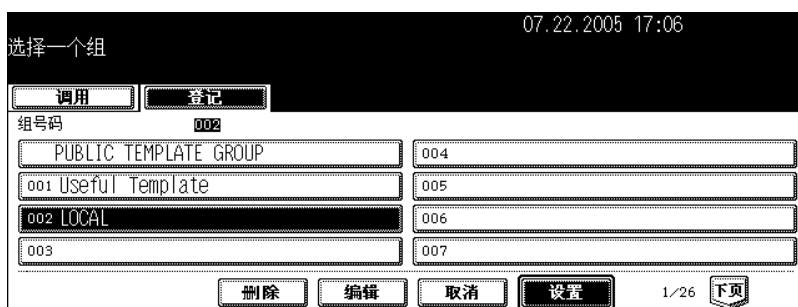 07.22.2005 17:06
选择一个组
调用 登记
组号码 002
PUBLIC TEMPLATE GROUP 004
001 Useful Template 005
002 LOCAL 006
003 007
删除 编辑 取消 设置 1/26 下页